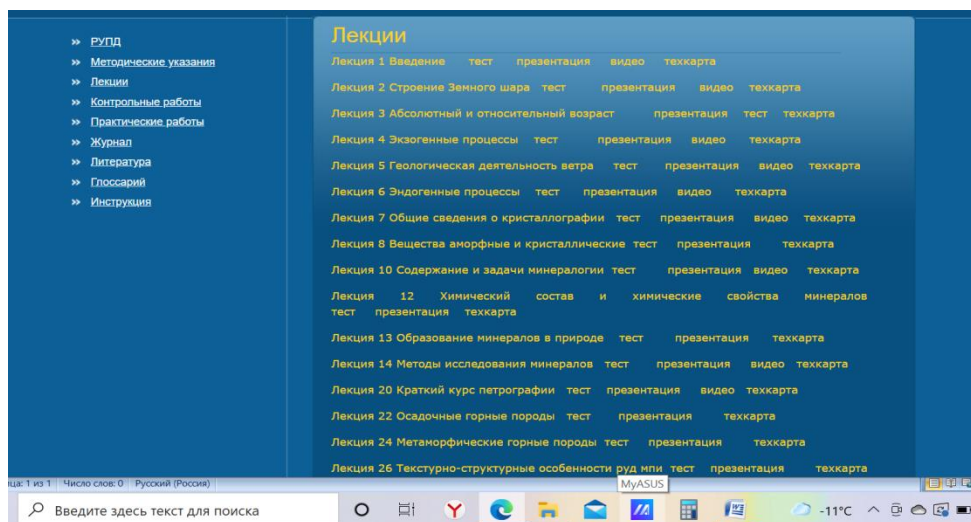 РУПД
Методические указания
Лекции
Контрольные работы
Практические работы
Журнал
Литература
Глоссарий
Инструкция
Лекции
Лекция 1 Введение тест презентация видео техкарта
Лекция 2 Строение Земного шара тест презентация видео техкарта
Лекция 3 Абсолютный и относительный возраст презентация тест техкарта
Лекция 4 Экзогенные процессы тест презентация видео техкарта
Лекция 5 Геологическая деятельность ветра тест презентация видео техкарта
Лекция 6 Эндогенные процессы тест презентация видео техкарта
Лекция 7 Общие сведения о кристаллографии тест презентация видео техкарта
Лекция 8 Вещества аморфные и кристаллические тест презентация техкарта
Лекция 10 Содержание и задачи минералогии тест презентация видео техкарта
Лекция 12 Химический состав и химические свойства минералов
тест презентация техкарта
Лекция 13 Образование минералов в природе тест презентация техкарта
Лекция 14 Методы исследования минералов тест презентация видео техкарта
Лекция 20 Краткий курс петрографии тест презентация видео техкарта
Лекция 22 Осадочные горные породы тест презентация техкарта
Лекция 24 Метаморфические горные породы тест презентация техкарта
Лекция 26 Текстурно-структурные особенности руд мпи тест презентация техкарта
ца: 1 из 1 Число слов: 0 Русский (Россия)
MyASUS
Введите здесь текст для поиска
-11°C